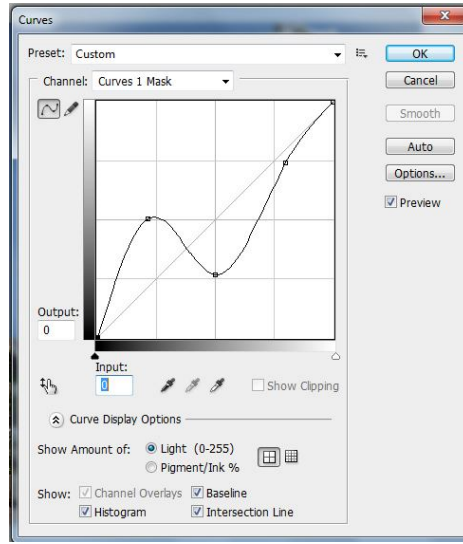 Curves
Preset: Custom
OK
Channel: Curves 1 Mask
Cancel
Smooth
Auto
Options...
Preview
Output:
0
Input:
0
Show Clipping
Curve Display Options
Show Amount of: Light (0-255)
Pigment/Ink %
Show: Channel Overlays Baseline
Histogram Intersection Line